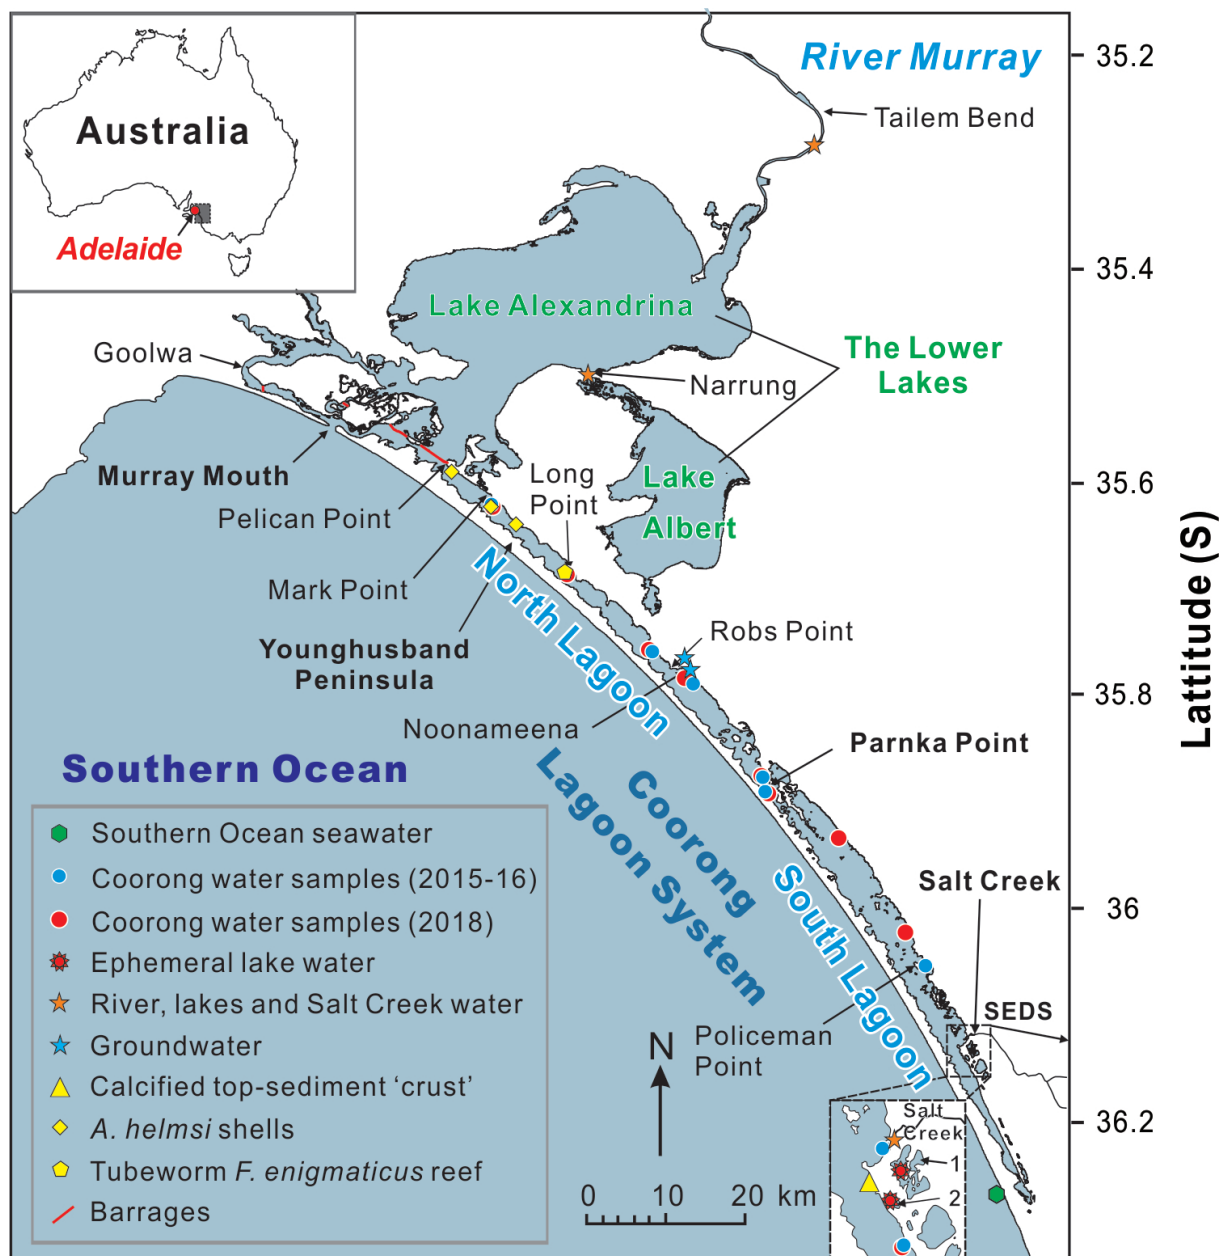 River Murray
35.2
Tailem Bend
Australia
Adelaide
35.4
Lake Alexandrina
Goolwa
The Lower
Lakes
Narrung
Murray Mouth
Long
Point
Lake
Albert
35.6
Pelican Point
Mark Point
North Lagoon
Younghusband
Peninsula
Robs Point
35.8
Lattitude (S)
Noonameena
Parnka Point
Southern Ocean
Coorong
Lagoon System
South Lagoon
Salt Creek
36
SEDS
Policeman
Point
N
36.2
Southern Ocean seawater
Coorong water samples (2015-16)
Coorong water samples (2018)
Ephemeral lake water
River, lakes and Salt Creek water
Groundwater
Calcified top-sediment ‘crust’
A. helmsi shells
Tubeworm F. enigmaticus reef
Barrages
0 10 20 km
Salt
Creek
1
2